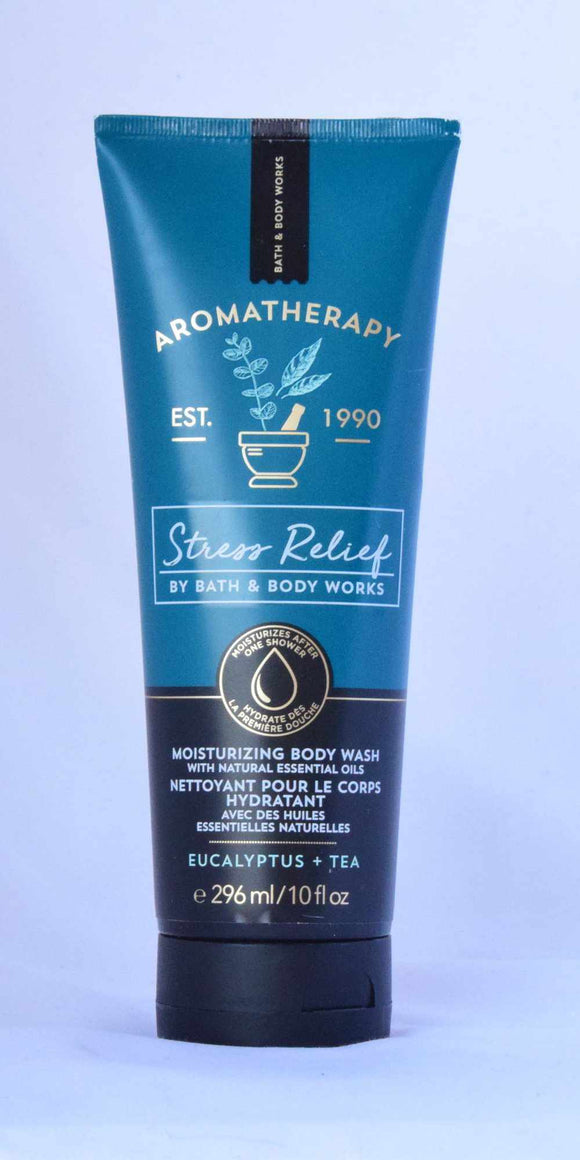 BATH & BODY WORKS
AROMATHERAPY
EST. 1990
Stress Relief
BY BATH & BODY WORKS
MOISTURIZES AFTER
ONE SHOWER
HYDRATE DÈS
LA PREMIÈRE DOUCHE
MOISTURIZING BODY WASH
WITH NATURAL ESSENTIAL OILS
NETTOYANT POUR LE CORPS
HYDRATANT
AVEC DES HUILES
ESSENTIELLES NATURELLES
EUCALYPTUS + TEA
℮ 296 ml/10 fl oz